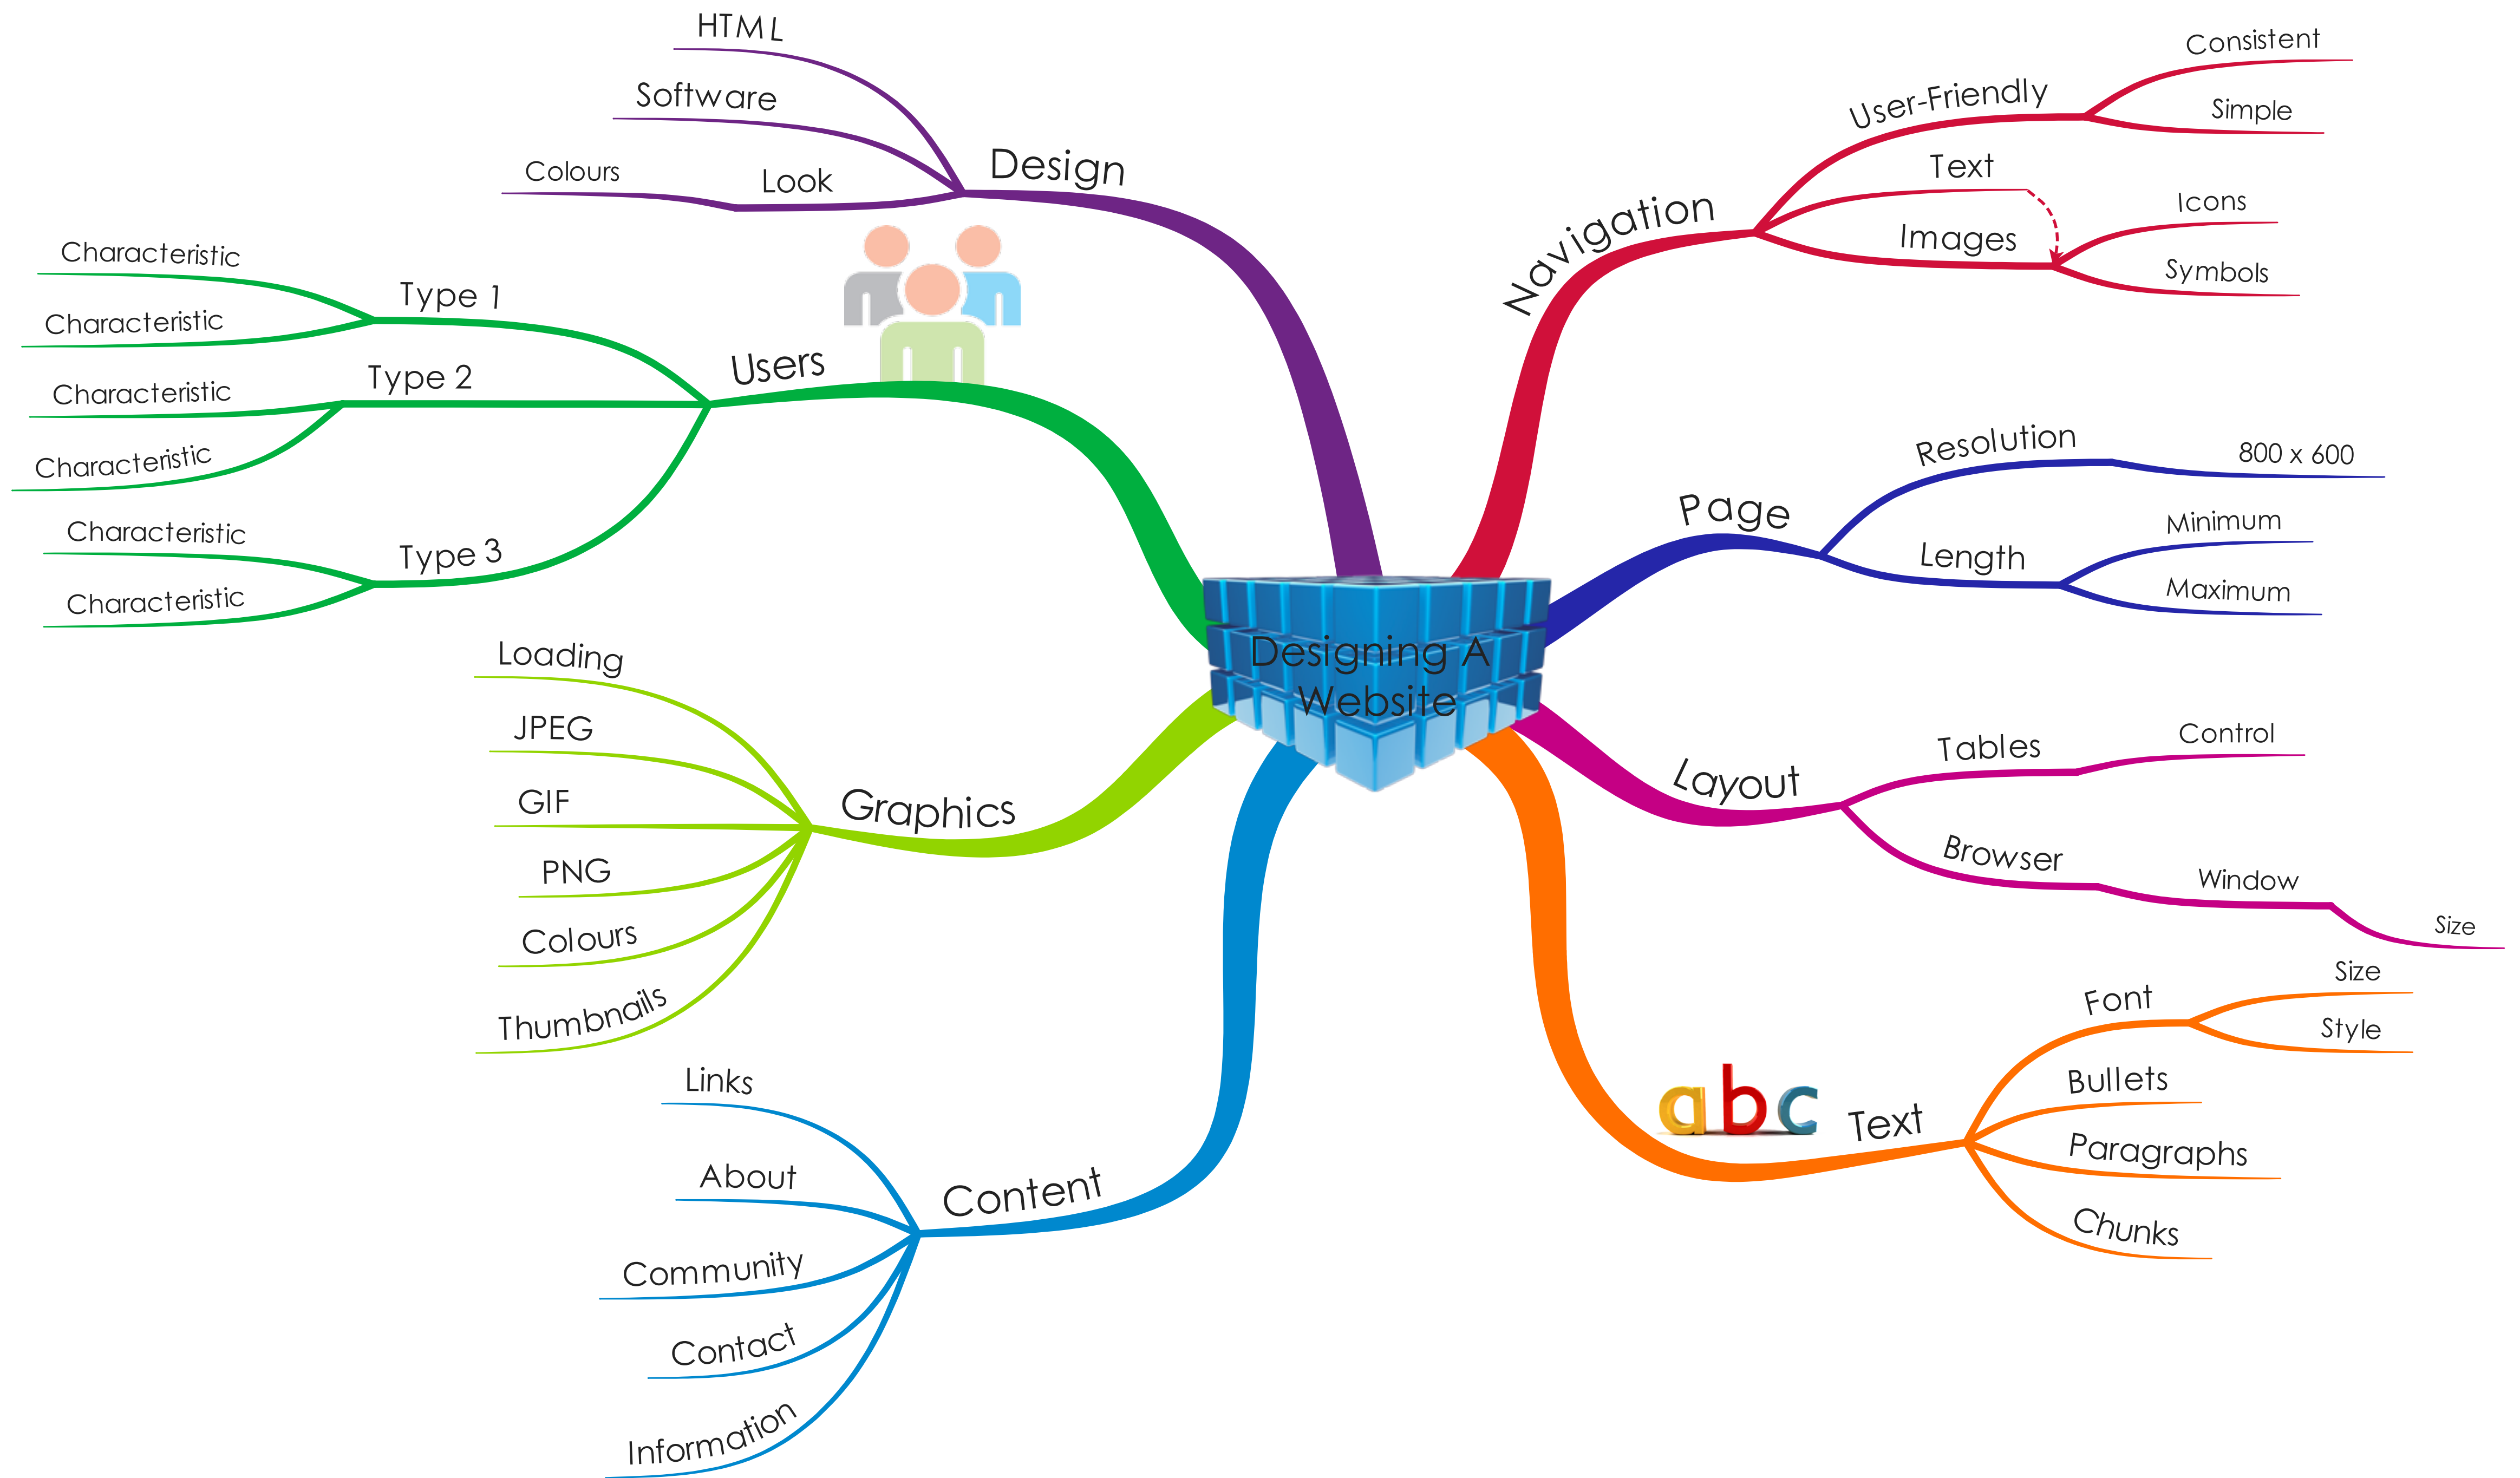 Designing A
Website
Navigation
User-Friendly
Consistent
Simple
Text
Images
Icons
Symbols
Page
Resolution
800 x 600
Length
Minimum
Maximum
Layout
Tables
Control
Browser
Window
Size
abc
Text
Font
Size
Style
Bullets
Paragraphs
Chunks
Content
Links
About
Community
Contact
Information
Graphics
Loading
JPEG
GIF
PNG
Colours
Thumbnails
Users
Type 1
Characteristic
Characteristic
Type 2
Characteristic
Characteristic
Type 3
Characteristic
Characteristic
Design
HTML
Software
Look
Colours